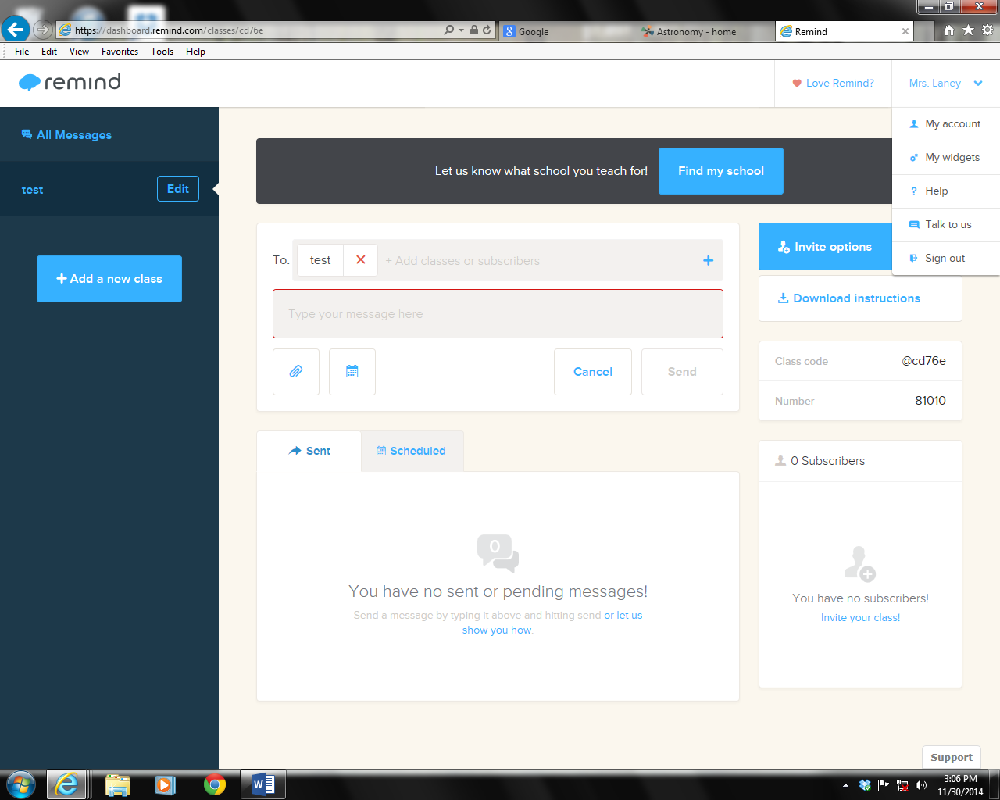 https://dashboard.remind.com/classes/cd76e
Google
Astronomy - home
Remind
File Edit View Favorites Tools Help
remind
Love Remind?
Mrs. Laney
My account
My widgets
Help
Talk to us
Sign out
All Messages
test
Edit
+ Add a new class
Let us know what school you teach for!
Find my school
To:
test
+ Add classes or subscribers
Type your message here
Cancel
Send
Invite options
Download instructions
Class code @cd76e
Number 81010
Sent
Scheduled
0
You have no sent or pending messages!
Send a message by typing it above and hitting send or let us
show you how.
0 Subscribers
You have no subscribers!
Invite your class!
Support
3:06 PM
11/30/2014